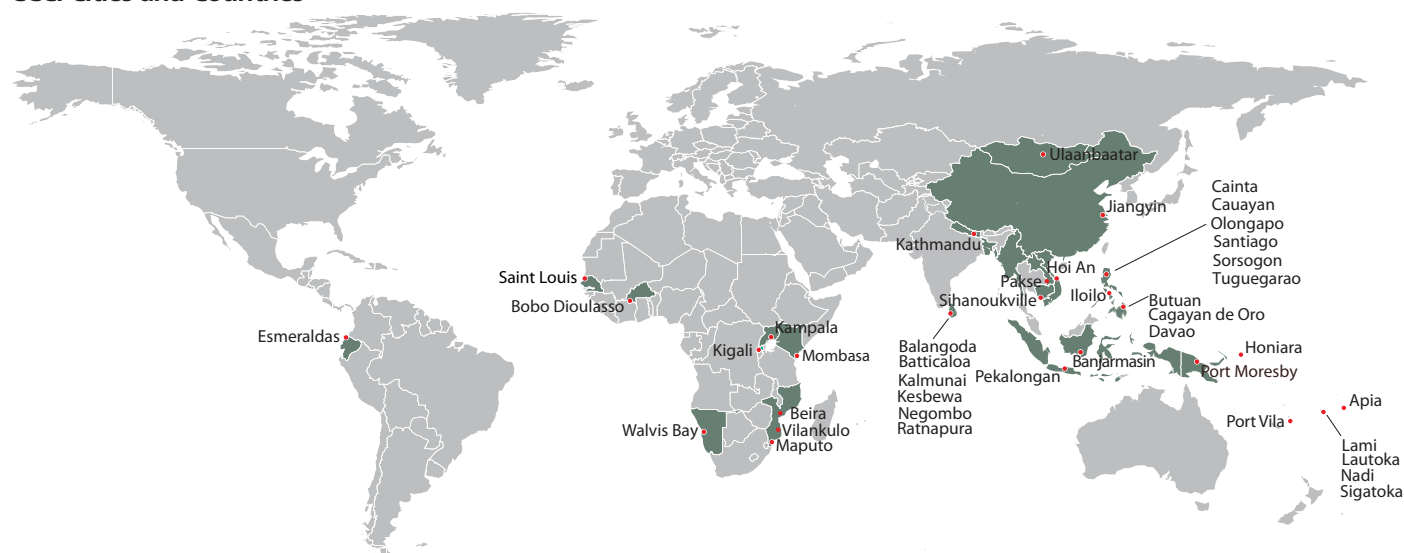 Ulaanbaatar
Cainta
Cauayan
Olongapo
Santiago
Sorsogon
Tuguegarao
Jiangyin
Kathmandu
Hoi An
Pakse
Saint Louis
Bobo Dioulasso
Sihanoukville
Iloilo
Butuan
Cagayan de Oro
Davao
Esmeraldas
Kampala
Kigali
Mombasa
Balangoda
Batticaloa
Kalmunai
Kesbewa
Negombo
Ratnapura
Banjarmasin
Pekalongan
Honiara
Port Moresby
Apia
Port Vila
Walvis Bay
Beira
Vilankulo
Maputo
Lami
Lautoka
Nadi
Sigatoka